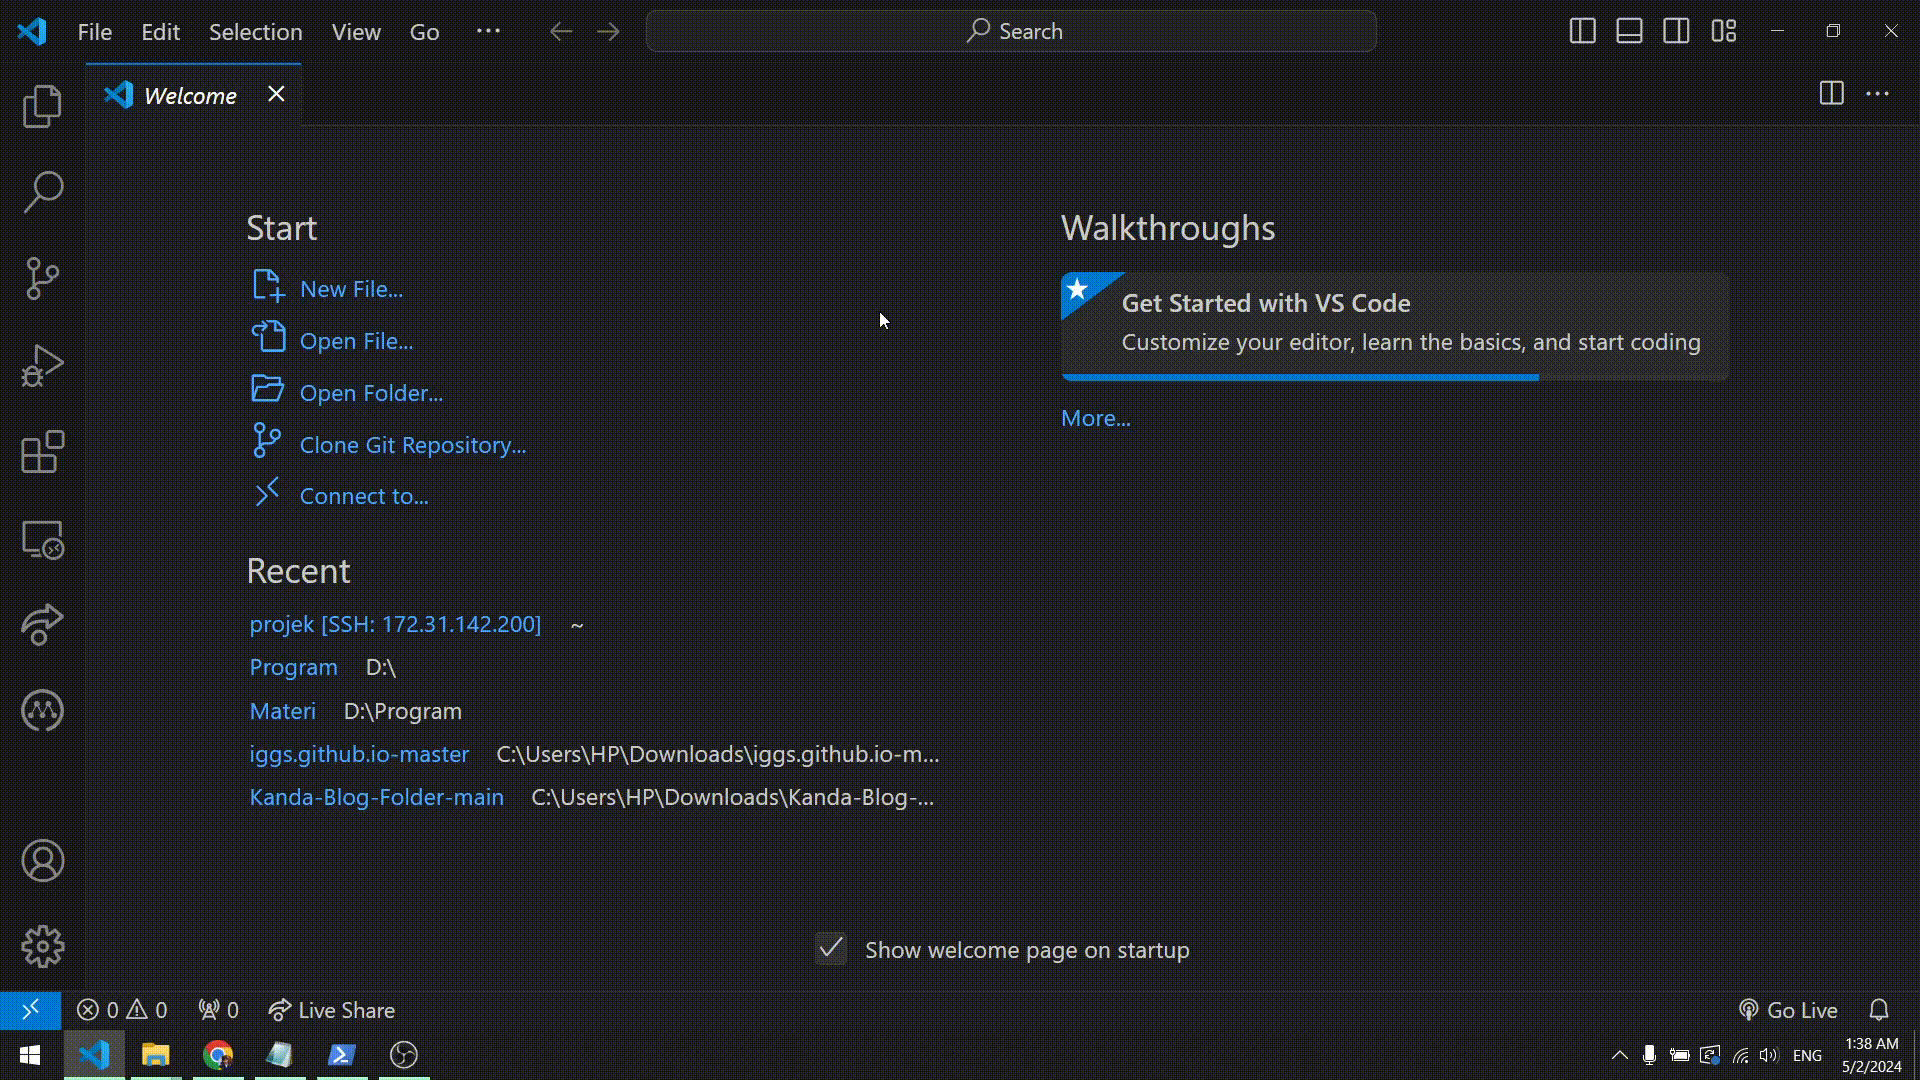 File Edit Selection View Go ··· Search
Welcome
Start
New File...
Open File...
Open Folder...
Clone Git Repository...
Connect to...
Recent
projek [SSH: 172.31.142.200] ~
Program D:\
Materi D:\Program
iggs.github.io-master C:\Users\HP\Downloads\iggs.github.io-m...
Kanda-Blog-Folder-main C:\Users\HP\Downloads\Kanda-Blog-...
Walkthroughs
Get Started with VS Code
Customize your editor, learn the basics, and start coding
More...
Show welcome page on startup
0 0 0 Live Share Go Live
ENG
1:38 AM
5/2/2024